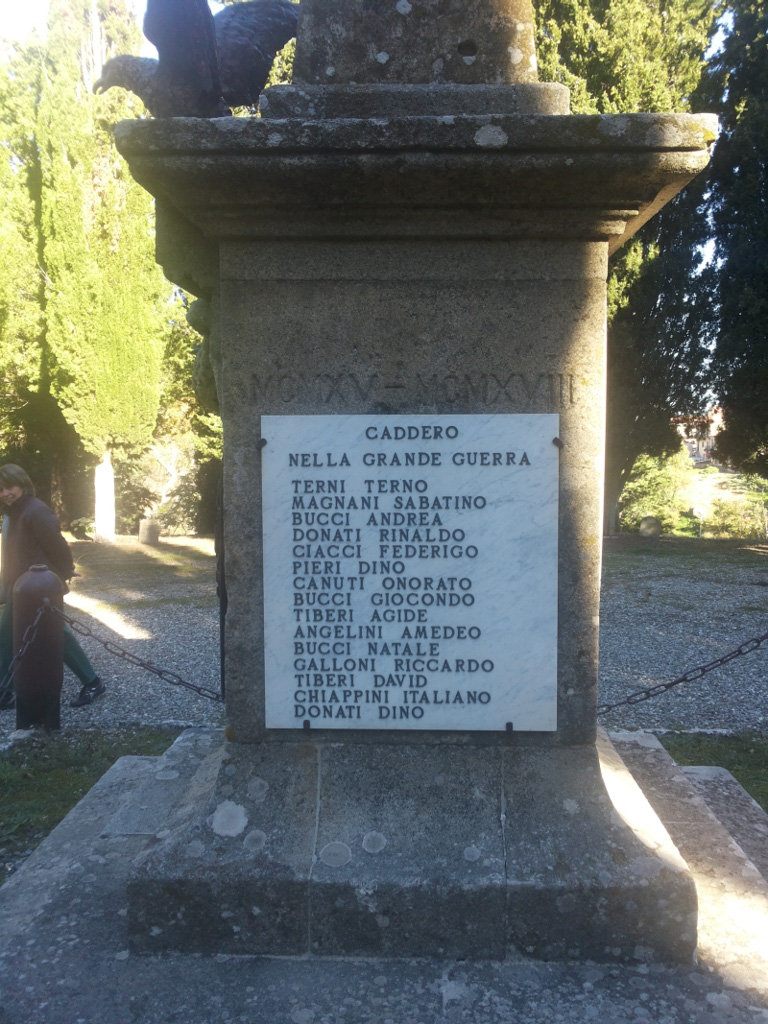 MCMXV - MCMXVIII
CADDERO
NELLA GRANDE GUERRA
TERNI TERNO
MAGNANI SABATINO
BUCCI ANDREA
DONATI RINALDO
CIACCI FEDERIGO
PIERI DINO
CANUTI ONORATO
BUCCI GIOCONDO
TIBERI AGIDE
ANGELINI AMEDEO
BUCCI NATALE
GALLONI RICCARDO
TIBERI DAVID
CHIAPPINI ITALIANO
DONATI DINO